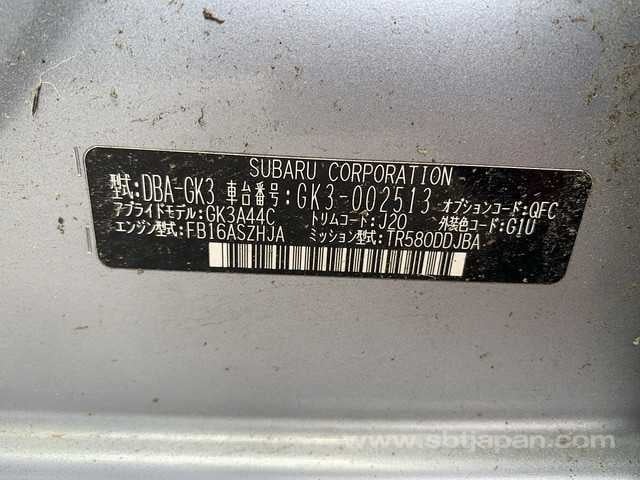 SUBARU CORPORATION
型式:DBA-GK3 車台番号:GK3-002513 オプションコード:QFC
アプライドモデル:GK3A44C トリムコード:J20 外装色コード:G1U
エンジン型式:FB16ASZHJA ミッション型式:TR580DDJBA
www.sbtjapan.com